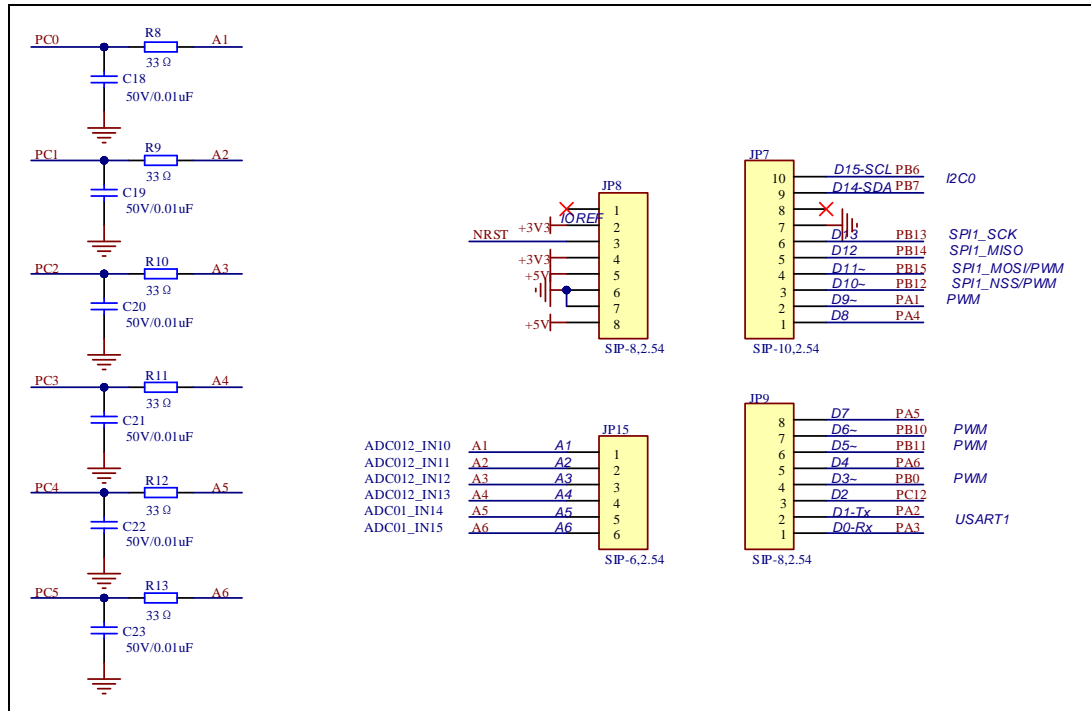 PC0
R8
A1
33 Ω
C18
50V/0.01uF
PC1
R9
A2
33 Ω
C19
50V/0.01uF
PC2
R10
A3
33 Ω
C20
50V/0.01uF
PC3
R11
A4
33 Ω
C21
50V/0.01uF
PC4
R12
A5
33 Ω
C22
50V/0.01uF
PC5
R13
A6
33 Ω
C23
50V/0.01uF
JP8
1
IOREF 2
+3V3
NRST 3
+3V3 4
+5V 5
6
7
+5V 8
SIP-8,2.54
JP7
10 D15-SCL PB6 I2C0
9 D14-SDA PB7
8
7
6 D13 PB13 SPI1_SCK
5 D12 PB14 SPI1_MISO
4 D11~ PB15 SPI1_MOSI/PWM
3 D10~ PB12 SPI1_NSS/PWM
2 D9~ PA1 PWM
1 D8 PA4
SIP-10,2.54
JP15
ADC012_IN10 A1 A1 1
ADC012_IN11 A2 A2 2
ADC012_IN12 A3 A3 3
ADC012_IN13 A4 A4 4
ADC01_IN14 A5 A5 5
ADC01_IN15 A6 A6 6
SIP-6,2.54
JP9
8 D7 PA5
7 D6~ PB10 PWM
6 D5~ PB11 PWM
5 D4 PA6
4 D3~ PB0 PWM
3 D2 PC12
2 D1-Tx PA2 USART1
1 D0-Rx PA3
SIP-8,2.54